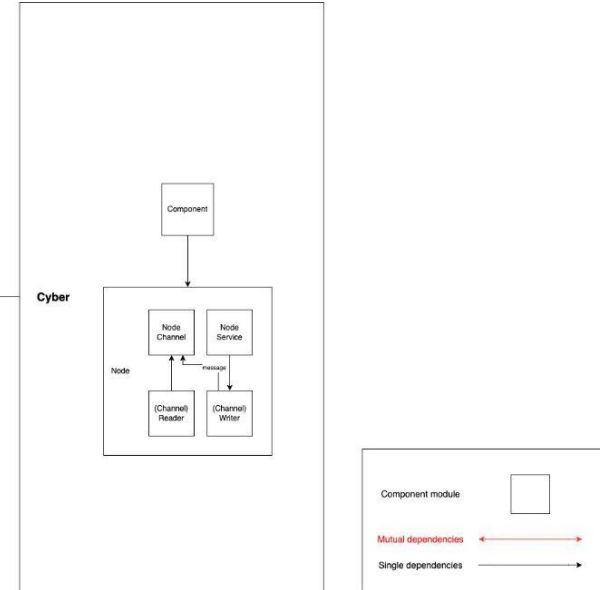 Component
Cyber
Node
Channel
Node
Service
message
Node
(Channel)
Reader
(Channel)
Writer
Component module
Mutual dependencies
Single dependencies